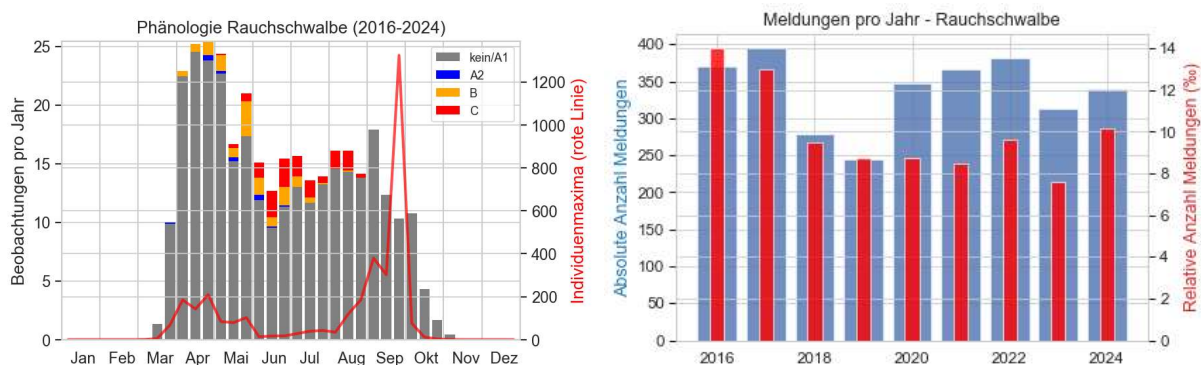 Phänologie Rauchschwalbe (2016-2024)
Beobachtungen pro Jahr
25
20
15
10
5
0
kein/A1
A2
B
C
1200
1000
800
600
400
200
0
Individuenmaxima (rote Linie)
Jan Feb Mar Apr Mai Jun Jul Aug Sep Okt Nov Dez
Meldungen pro Jahr - Rauchschwalbe
Absolute Anzahl Meldungen
400
350
300
250
200
150
100
50
0
14
12
10
8
6
4
2
0
Relative Anzahl Meldungen (‰)
2016 2018 2020 2022 2024